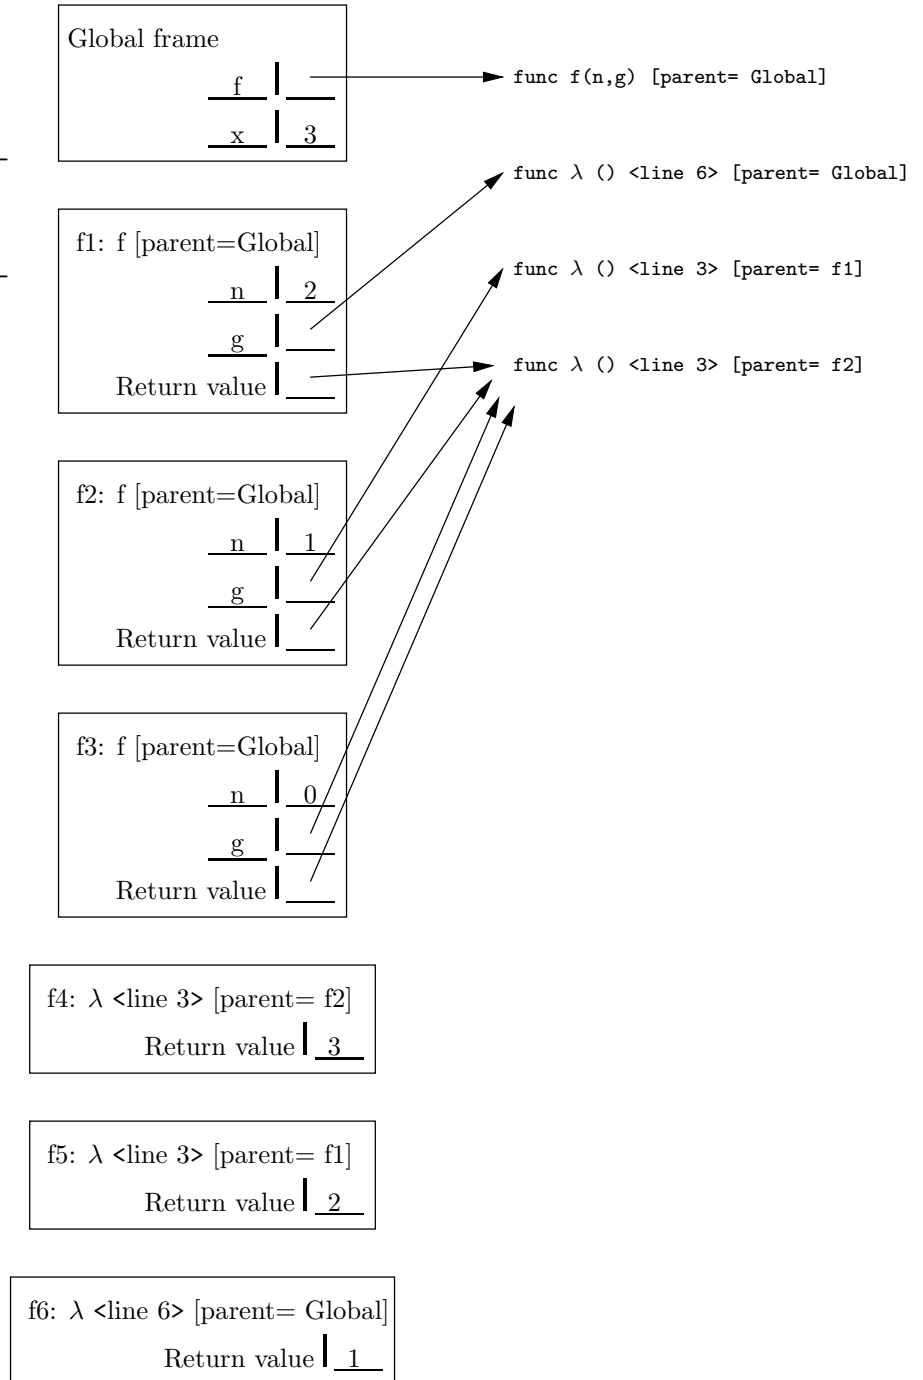 Global frame
f
func f(n,g) [parent= Global]
x 3
func λ () <line 6> [parent= Global]
f1: f [parent=Global]
func λ () <line 3> [parent= f1]
n 2
g
func λ () <line 3> [parent= f2]
Return value
f2: f [parent=Global]
n 1
g
Return value
f3: f [parent=Global]
n 0
g
Return value
f4: λ <line 3> [parent= f2]
Return value 3
f5: λ <line 3> [parent= f1]
Return value 2
f6: λ <line 6> [parent= Global]
Return value 1